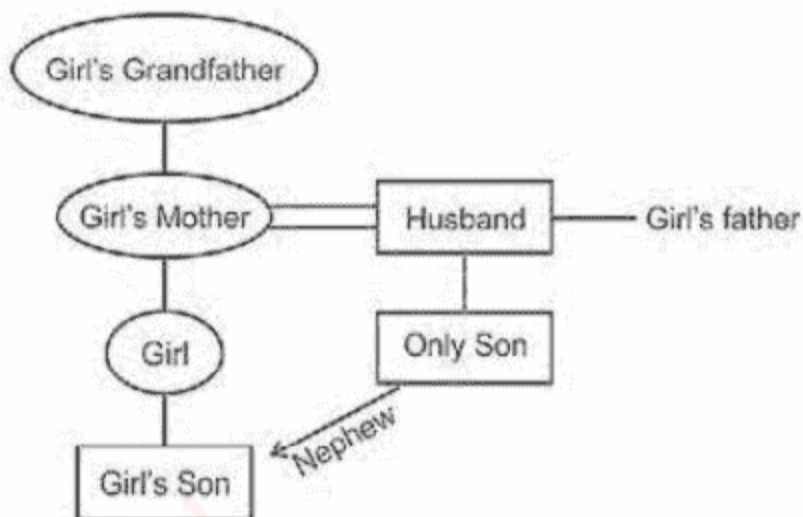 Girl's Grandfather
Girl's Mother
Husband
Girl's father
Girl
Only Son
Nephew
Girl's Son